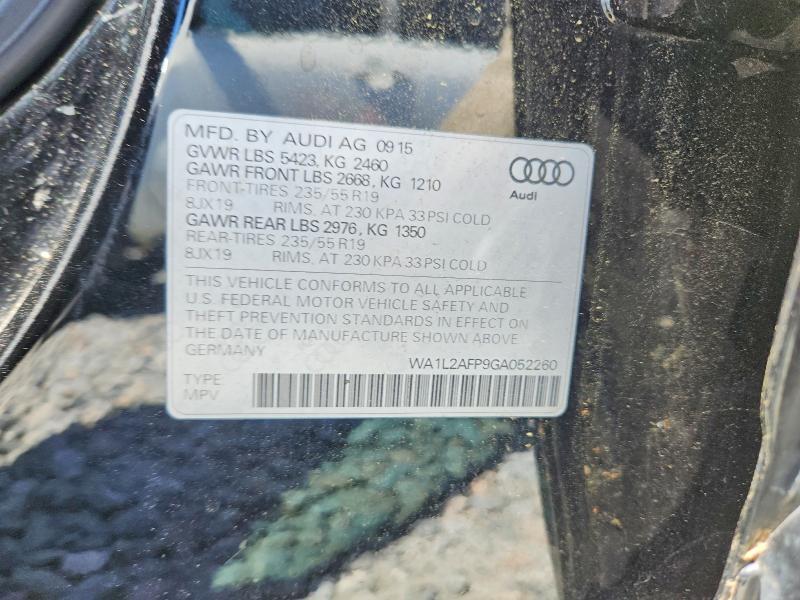 MFD. BY AUDI AG 09 15
GVWR LBS 5423, KG 2460
GAWR FRONT LBS 2668, KG 1210
FRONT-TIRES 235/55 R19
8JX19 RIMS, AT 230 KPA 33 PSI COLD
GAWR REAR LBS 2976, KG 1350
REAR-TIRES 235/55 R19
8JX19 RIMS, AT 230 KPA 33 PSI COLD
Audi
THIS VEHICLE CONFORMS TO ALL APPLICABLE
U.S. FEDERAL MOTOR VEHICLE SAFETY AND
THEFT PREVENTION STANDARDS IN EFFECT ON
THE DATE OF MANUFACTURE SHOWN ABOVE
GERMANY WA1L2AFP9GA052260
TYPE
MPV